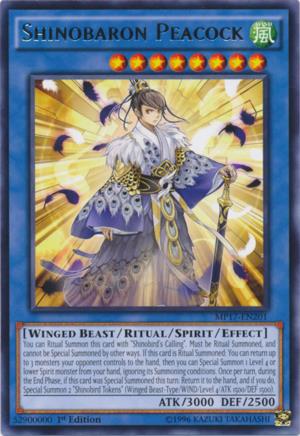 SHINOBARON PEACOCK
風
WIND
MP17-EN201
[WINGED BEAST/RITUAL/SPIRIT/EFFECT]
You can Ritual Summon this card with "Shinobird's Calling". Must be Ritual Summoned, and
cannot be Special Summoned by other ways. If this card is Ritual Summoned: You can return up
to 3 monsters your opponent controls to the hand, then you can Special Summon 1 Level 4 or
lower Spirit monster from your hand, ignoring its Summoning conditions. Once per turn, during
the End Phase, if this card was Special Summoned this turn: Return it to the hand, and if you do,
Special Summon 2 "Shinobird Tokens" (Winged Beast-Type/WIND/Level 4/ATK 1500/DEF 1500).
ATK/3000 DEF/2500
52900000 1st Edition ©1996 KAZUKI TAKAHASHI